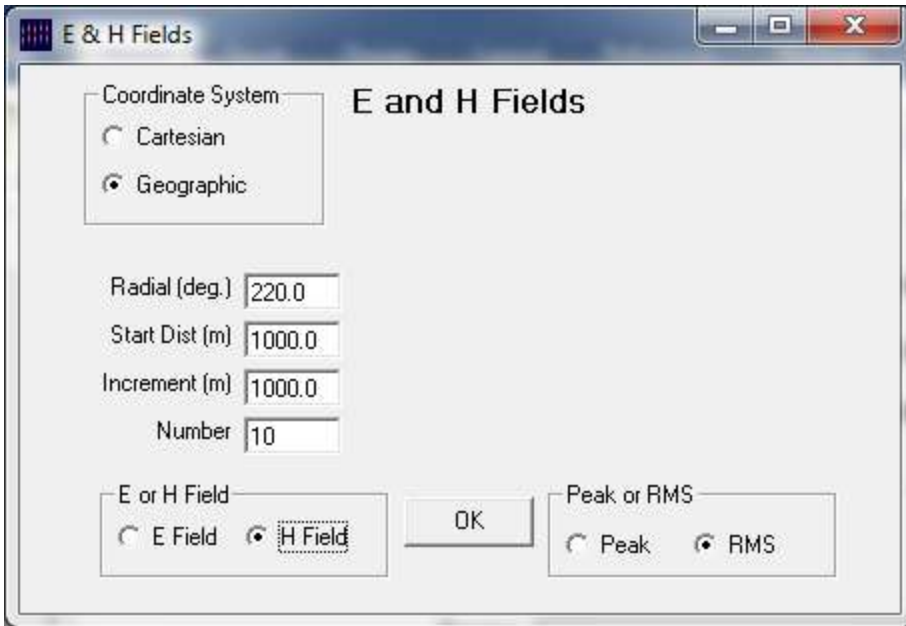 E & H Fields
Coordinate System
E and H Fields
Cartesian
Geographic
Radial (deg.) 220.0
Start Dist (m) 1000.0
Increment (m) 1000.0
Number 10
E or H Field
E Field H Field
OK
Peak or RMS
Peak RMS